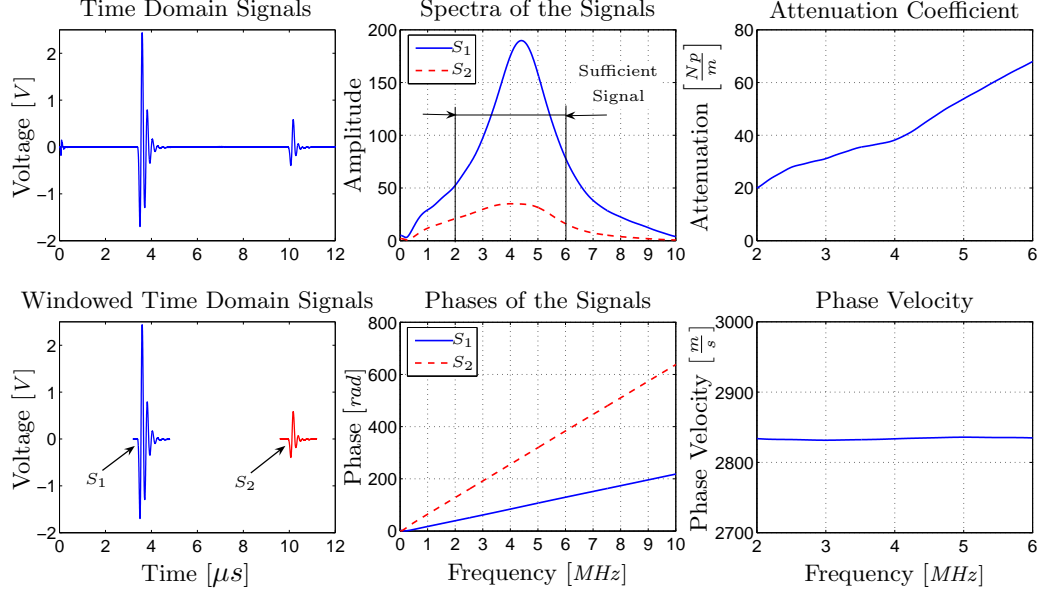 Time Domain Signals
Voltage [V]
2
1
0
−1
−2
0 2 4 6 8 10 12
Spectra of the Signals
Amplitude
200
150
100
50
0
S1
S2
Sufficient
Signal
0 1 2 3 4 5 6 7 8 9 10
Attenuation Coefficient
Attenuation [Np/m]
80
60
40
20
0
2 3 4 5 6
Windowed Time Domain Signals
Voltage [V]
2
1
0
−1
−2
S1
S2
0 2 4 6 8 10 12
Time [μs]
Phases of the Signals
Phase [rad]
800
600
400
200
0
S1
S2
0 1 2 3 4 5 6 7 8 9 10
Frequency [MHz]
Phase Velocity
Phase Velocity [m/s]
3000
2900
2800
2700
2 3 4 5 6
Frequency [MHz]